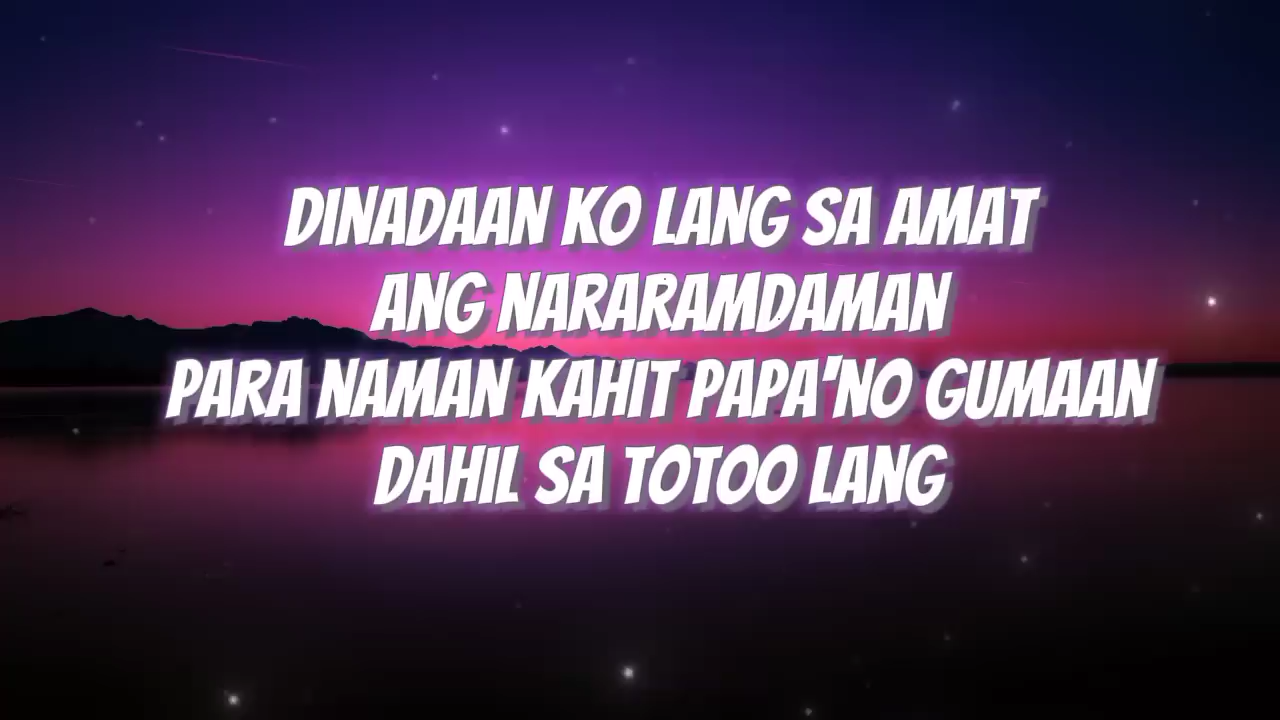 DINADAAN KO LANG SA AMAT
ANG NARARAMDAMAN
PARA NAMAN KAHIT PAPA'NO GUMAAN
DAHIL SA TOTOO LANG